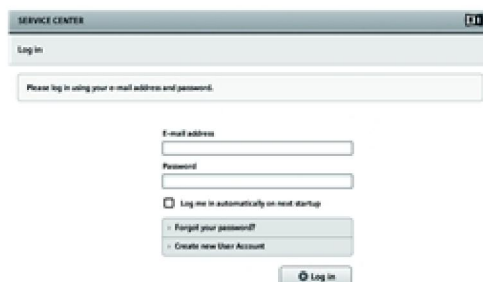 SERVICE CENTER
Log in
Please log in using your e-mail address and password.
E-mail address
Password
Log me in automatically on next startup
Forgot your password?
Create new User Account
Log in